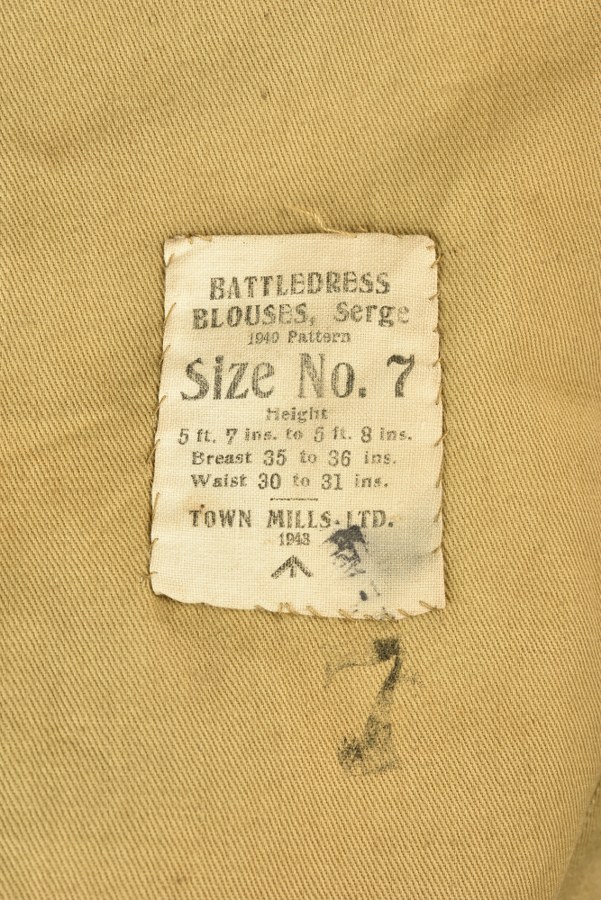 BATTLEDRESS
BLOUSES, Serge
1940 Pattern
Size No. 7
Height
5 ft. 7 ins. to 5 ft. 8 ins.
Breast 35 to 36 ins.
Waist 30 to 31 ins.
TOWN MILLS. LTD.
1943